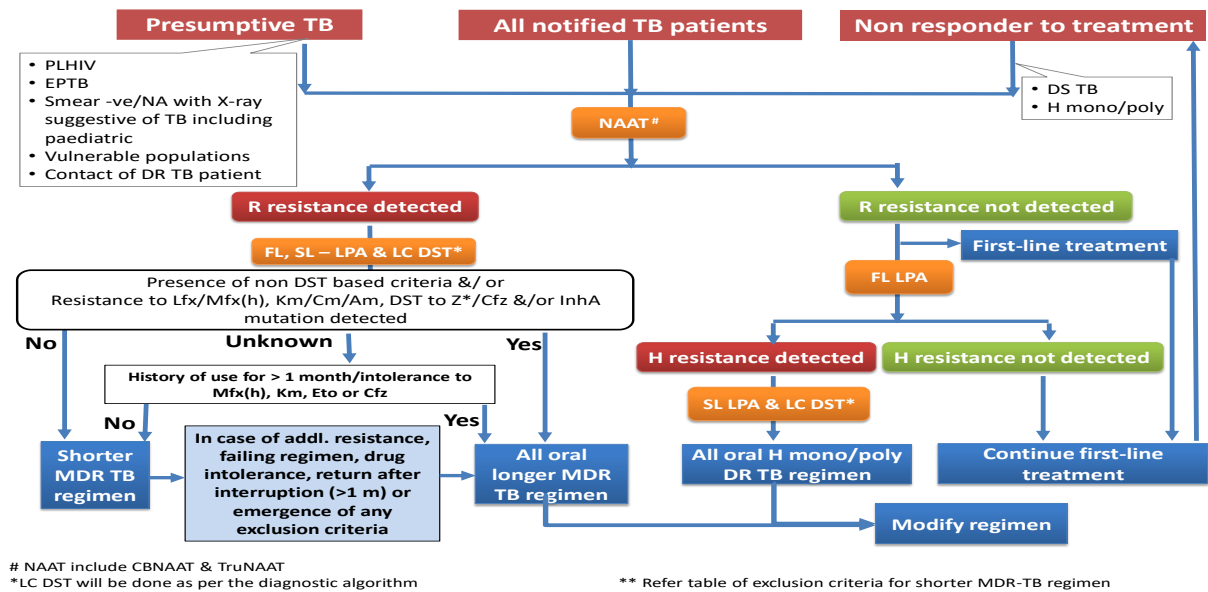 Presumptive TB
All notified TB patients
Non responder to treatment
• PLHIV
• EPTB
• Smear -ve/NA with X-ray
suggestive of TB including
paediatric
• Vulnerable populations
• Contact of DR TB patient
• DS TB
• H mono/poly
NAAT#
R resistance detected
R resistance not detected
FL, SL – LPA & LC DST*
First-line treatment
FL LPA
Presence of non DST based criteria &/ or
Resistance to Lfx/Mfx(h), Km/Cm/Am, DST to Z*/Cfz &/or InhA
mutation detected
No
Unknown
Yes
H resistance detected
H resistance not detected
History of use for > 1 month/intolerance to
Mfx(h), Km, Eto or Cfz
SL LPA & LC DST*
No
Yes
Shorter
MDR TB
regimen
In case of addl. resistance,
failing regimen, drug
intolerance, return after
interruption (>1 m) or
emergence of any
exclusion criteria
All oral
longer MDR
TB regimen
All oral H mono/poly
DR TB regimen
Continue first-line
treatment
Modify regimen
# NAAT include CBNAAT & TruNAAT
*LC DST will be done as per the diagnostic algorithm
** Refer table of exclusion criteria for shorter MDR-TB regimen